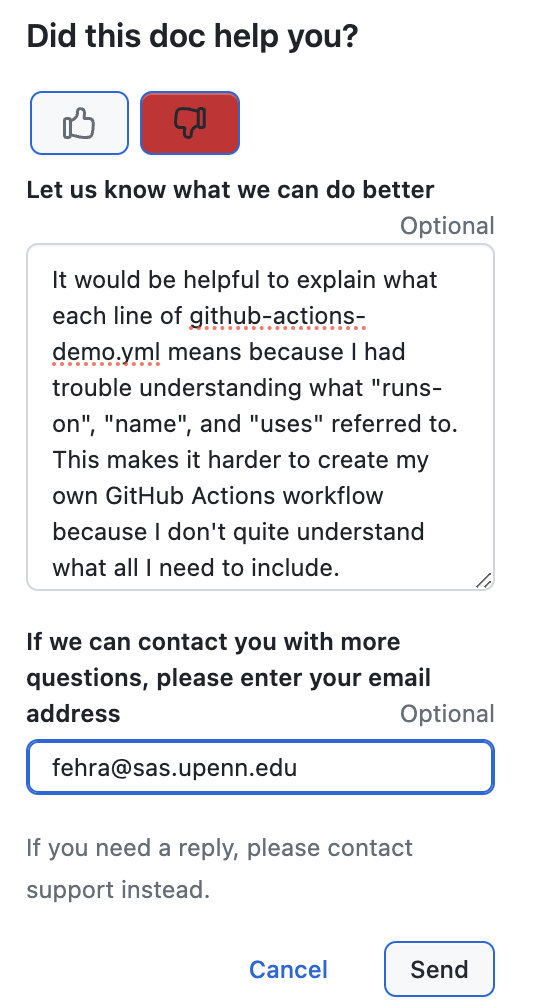 Did this doc help you?
Let us know what we can do better
Optional
It would be helpful to explain what
each line of github-actions-
demo.yml means because I had
trouble understanding what "runs-
on", "name", and "uses" referred to.
This makes it harder to create my
own GitHub Actions workflow
because I don't quite understand
what all I need to include.
If we can contact you with more
questions, please enter your email
address
Optional
fehra@sas.upenn.edu
If you need a reply, please contact
support instead.
Cancel
Send